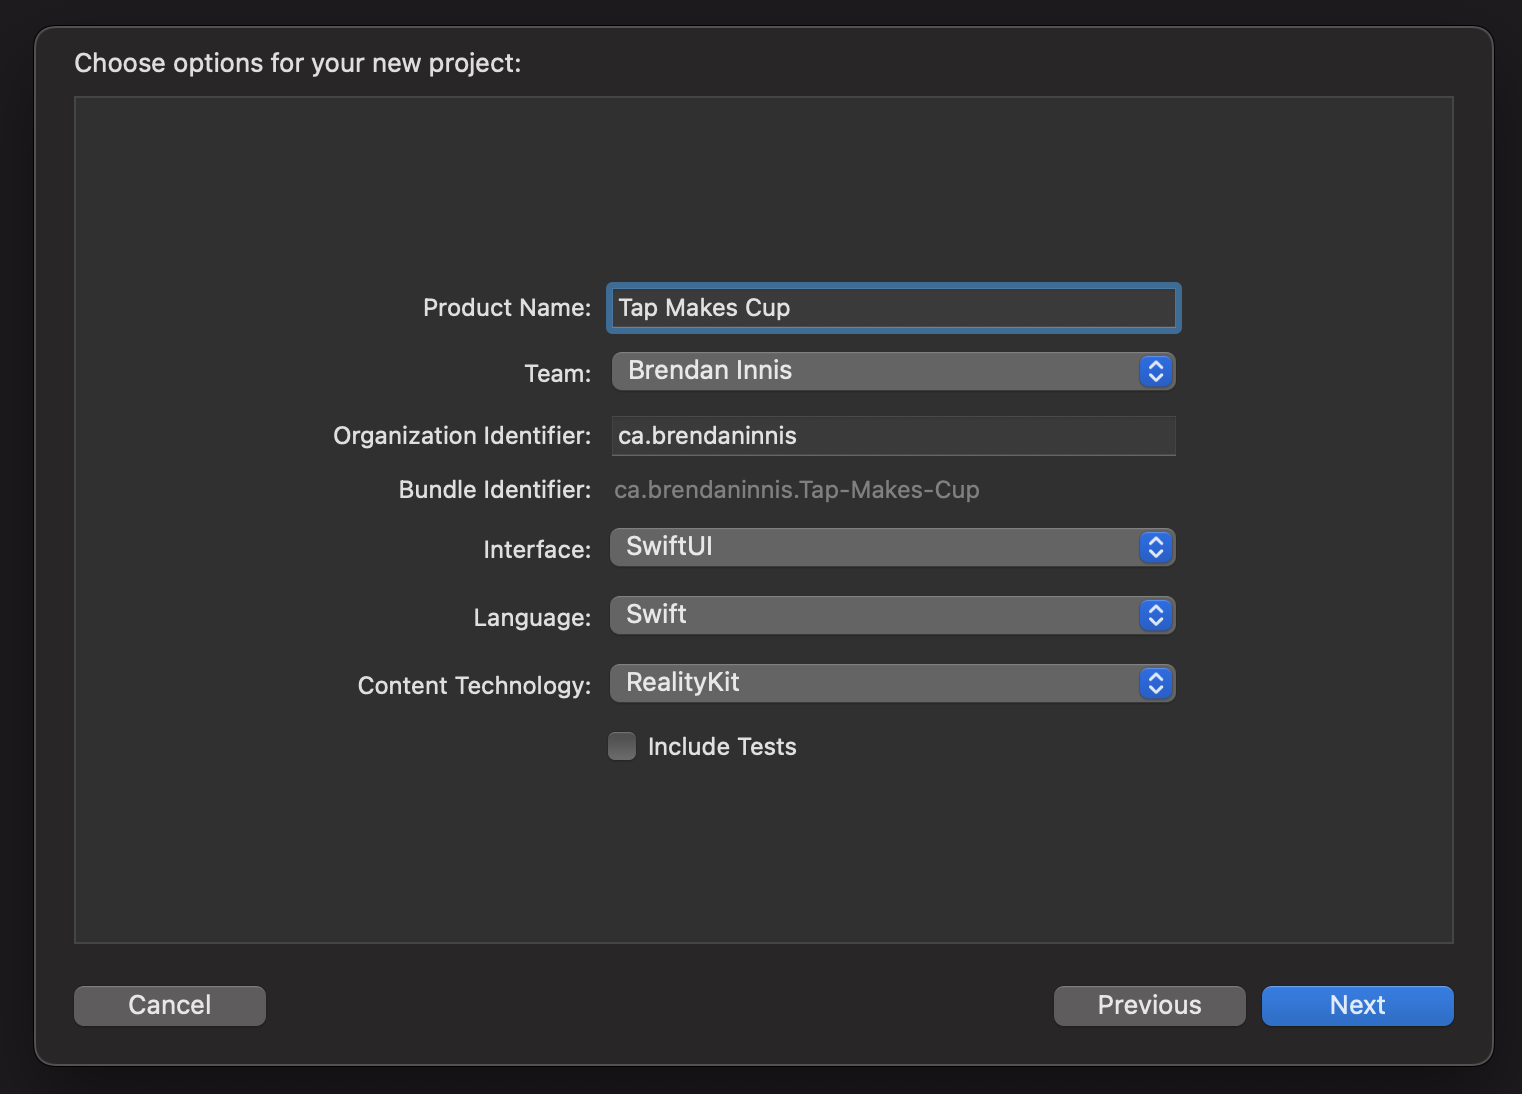 Choose options for your new project:
Product Name: Tap Makes Cup
Team: Brendan Innis
Organization Identifier: ca.brendaninnis
Bundle Identifier: ca.brendaninnis.Tap-Makes-Cup
Interface: SwiftUI
Language: Swift
Content Technology: RealityKit
Include Tests
Cancel Previous Next